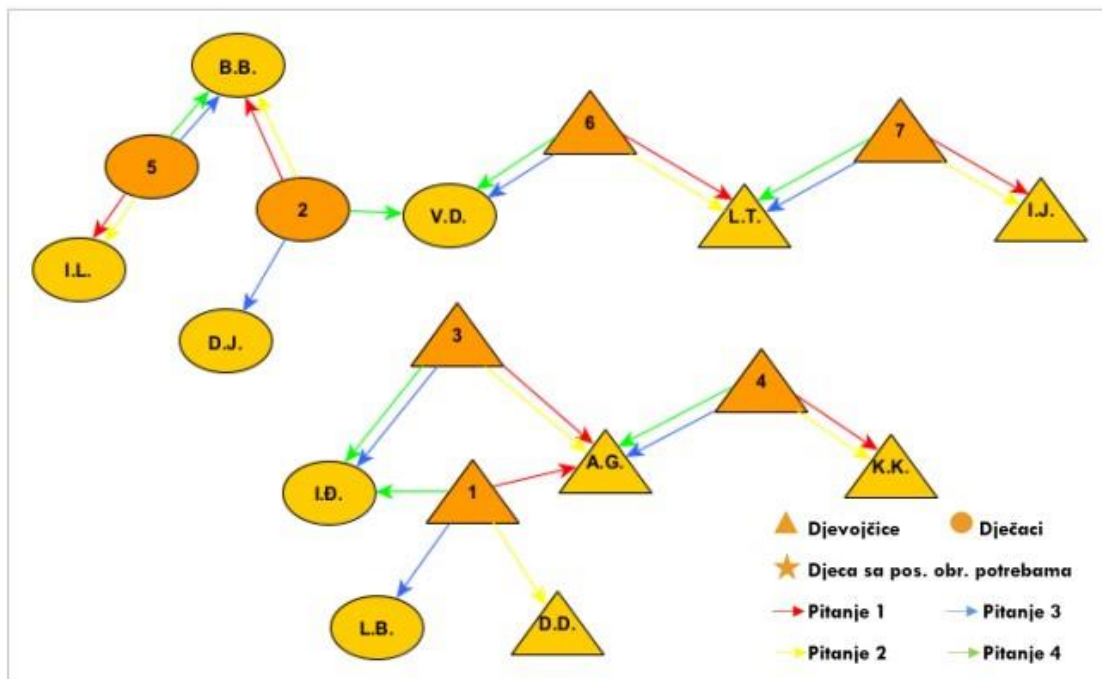 B.B.
5
2
I.L.
D.J.
V.D.
6
L.T.
7
I.J.
3
4
I.Đ.
1
A.G.
K.K.
L.B.
D.D.
Djevojčice
Dječaci
Djeca sa pos. obr. potrebama
Pitanje 1
Pitanje 3
Pitanje 2
Pitanje 4